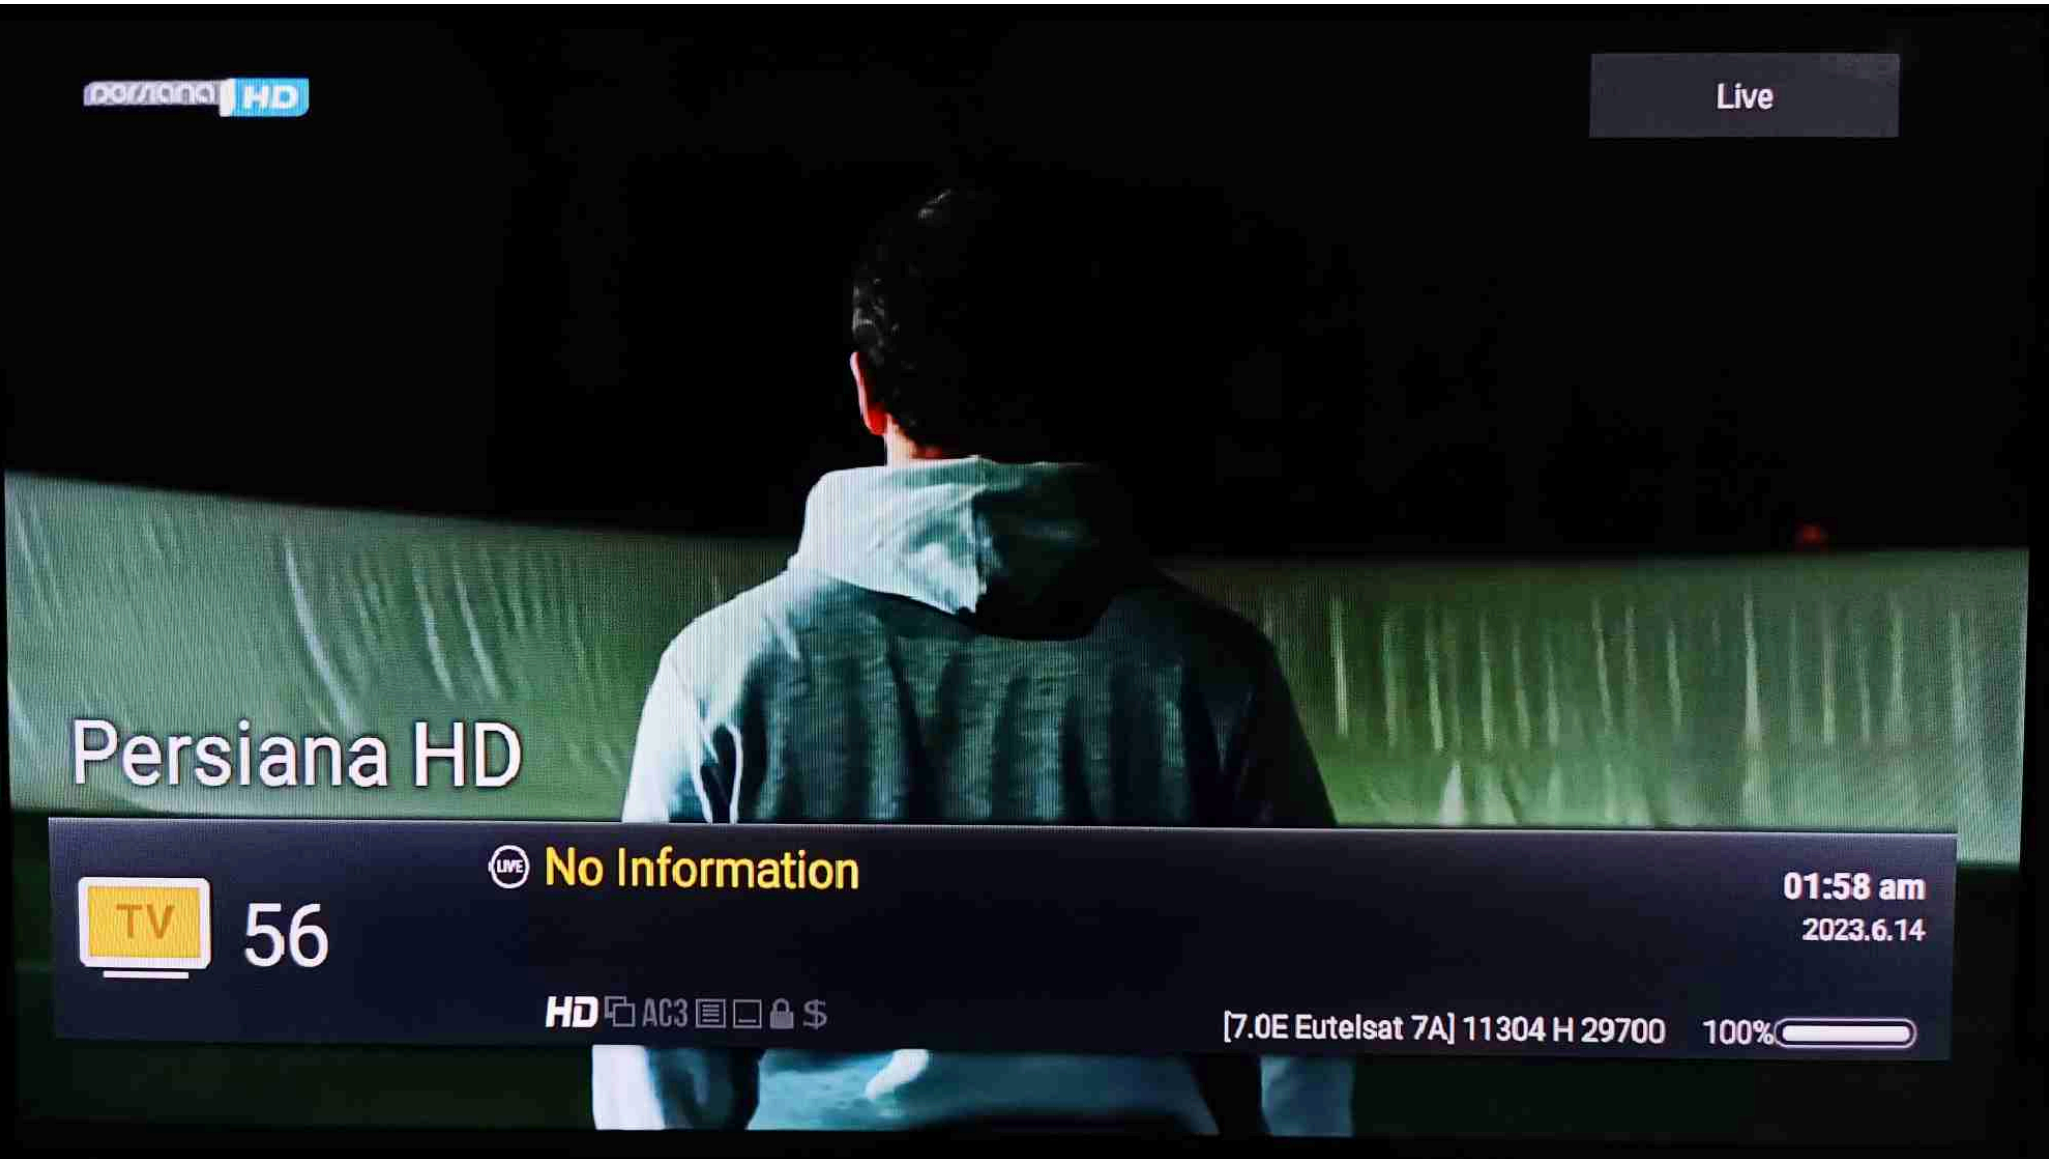 persiana HD
Live
Persiana HD
LIVE No Information
TV 56
01:58 am
2023.6.14
HD AC3 $
[7.0E Eutelsat 7A] 11304 H 29700 100%